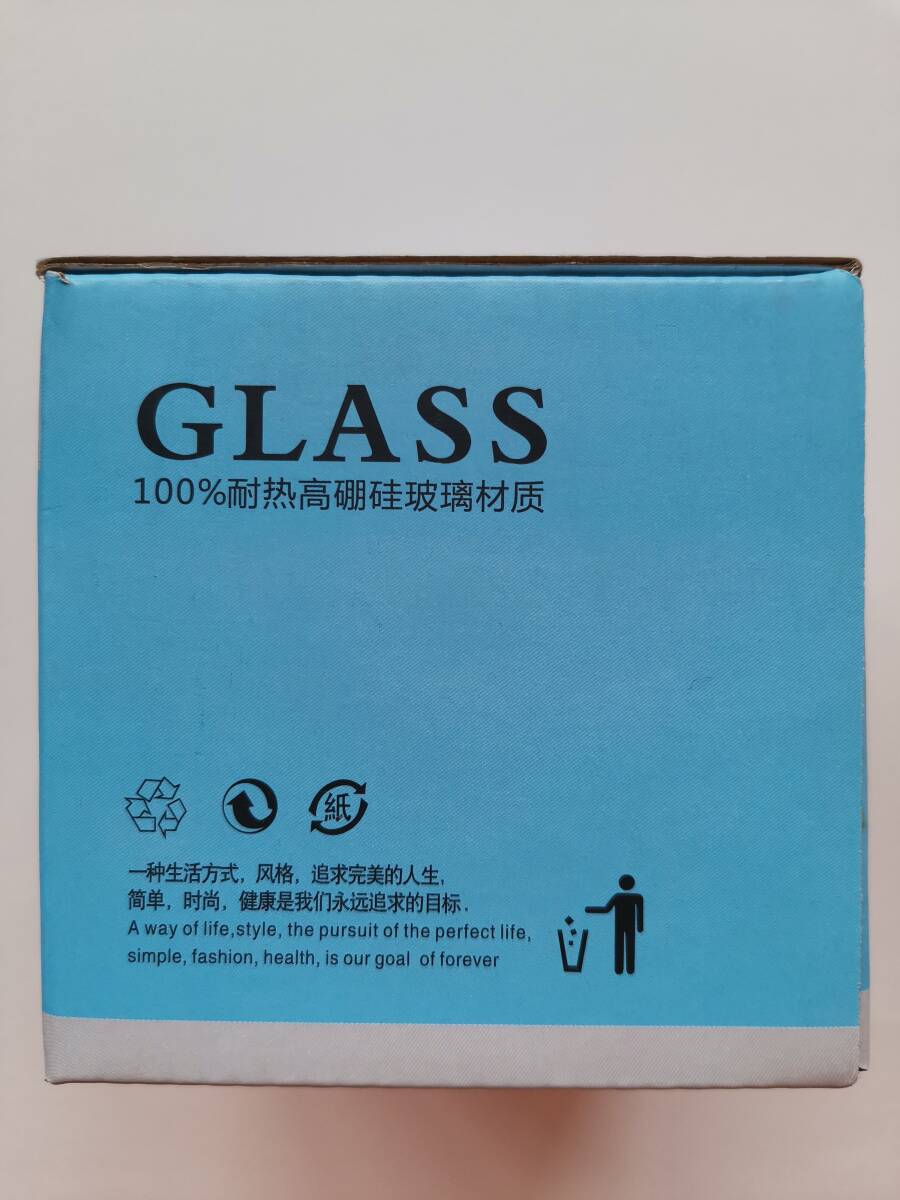 GLASS
100%耐热高硼硅玻璃材质
紙
一种生活方式，风格，追求完美的人生，
简单，时尚，健康是我们永远追求的目标．
A way of life,style, the pursuit of the perfect life,
simple, fashion, health, is our goal of forever